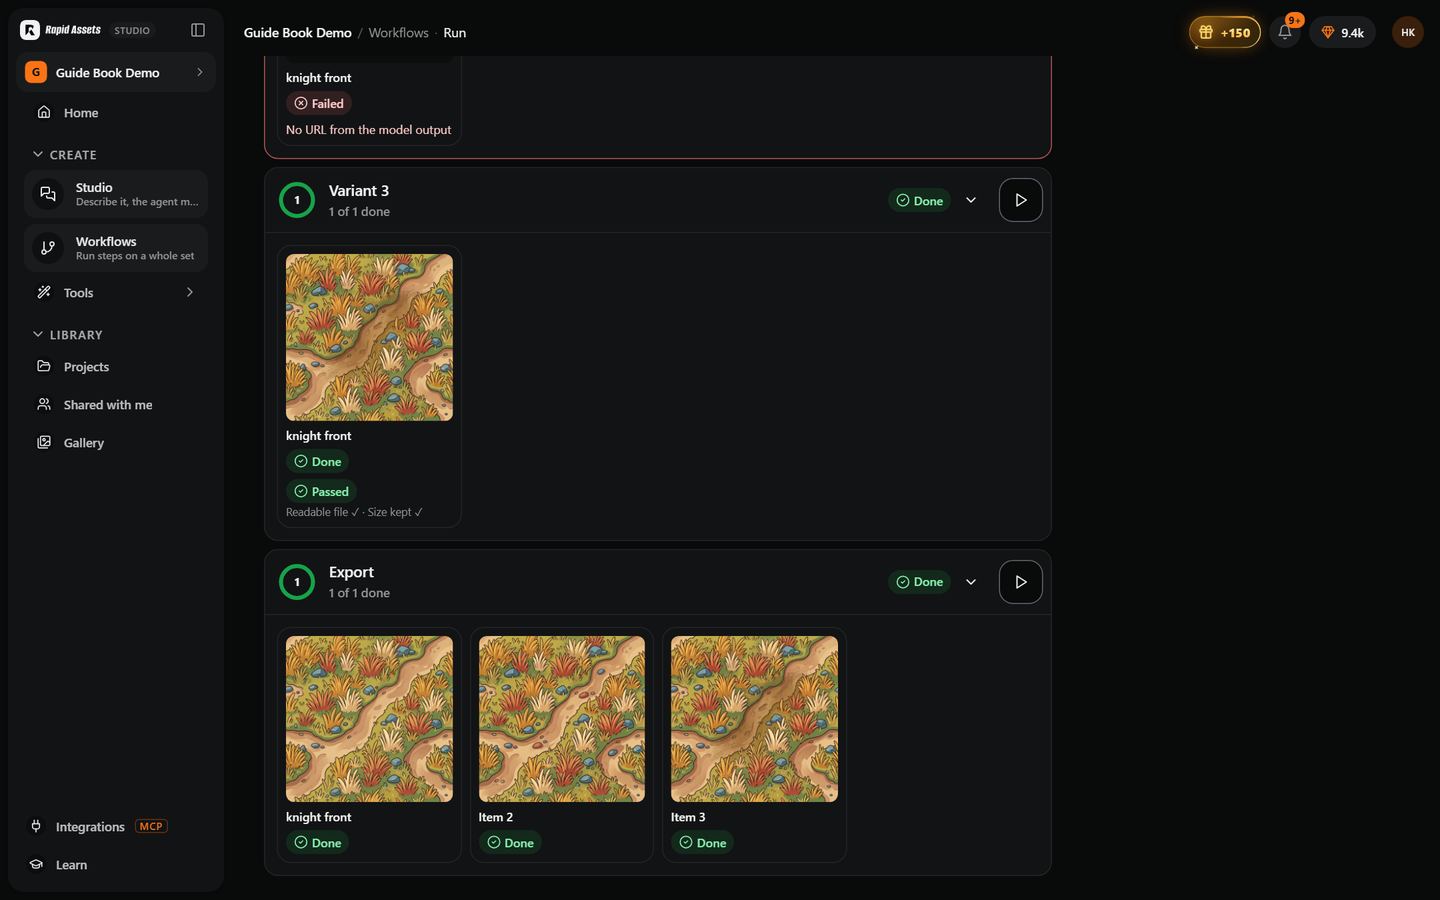 Rapid Assets STUDIO
G Guide Book Demo
Home
CREATE
Studio
Describe it, the agent m...
Workflows
Run steps on a whole set
Tools
LIBRARY
Projects
Shared with me
Gallery
Integrations MCP
Learn
Guide Book Demo / Workflows · Run
+150
9+
9.4k
HK
knight front
Failed
No URL from the model output
1
Variant 3
1 of 1 done
Done
knight front
Done
Passed
Readable file ✓ · Size kept ✓
1
Export
1 of 1 done
Done
knight front
Done
Item 2
Done
Item 3
Done